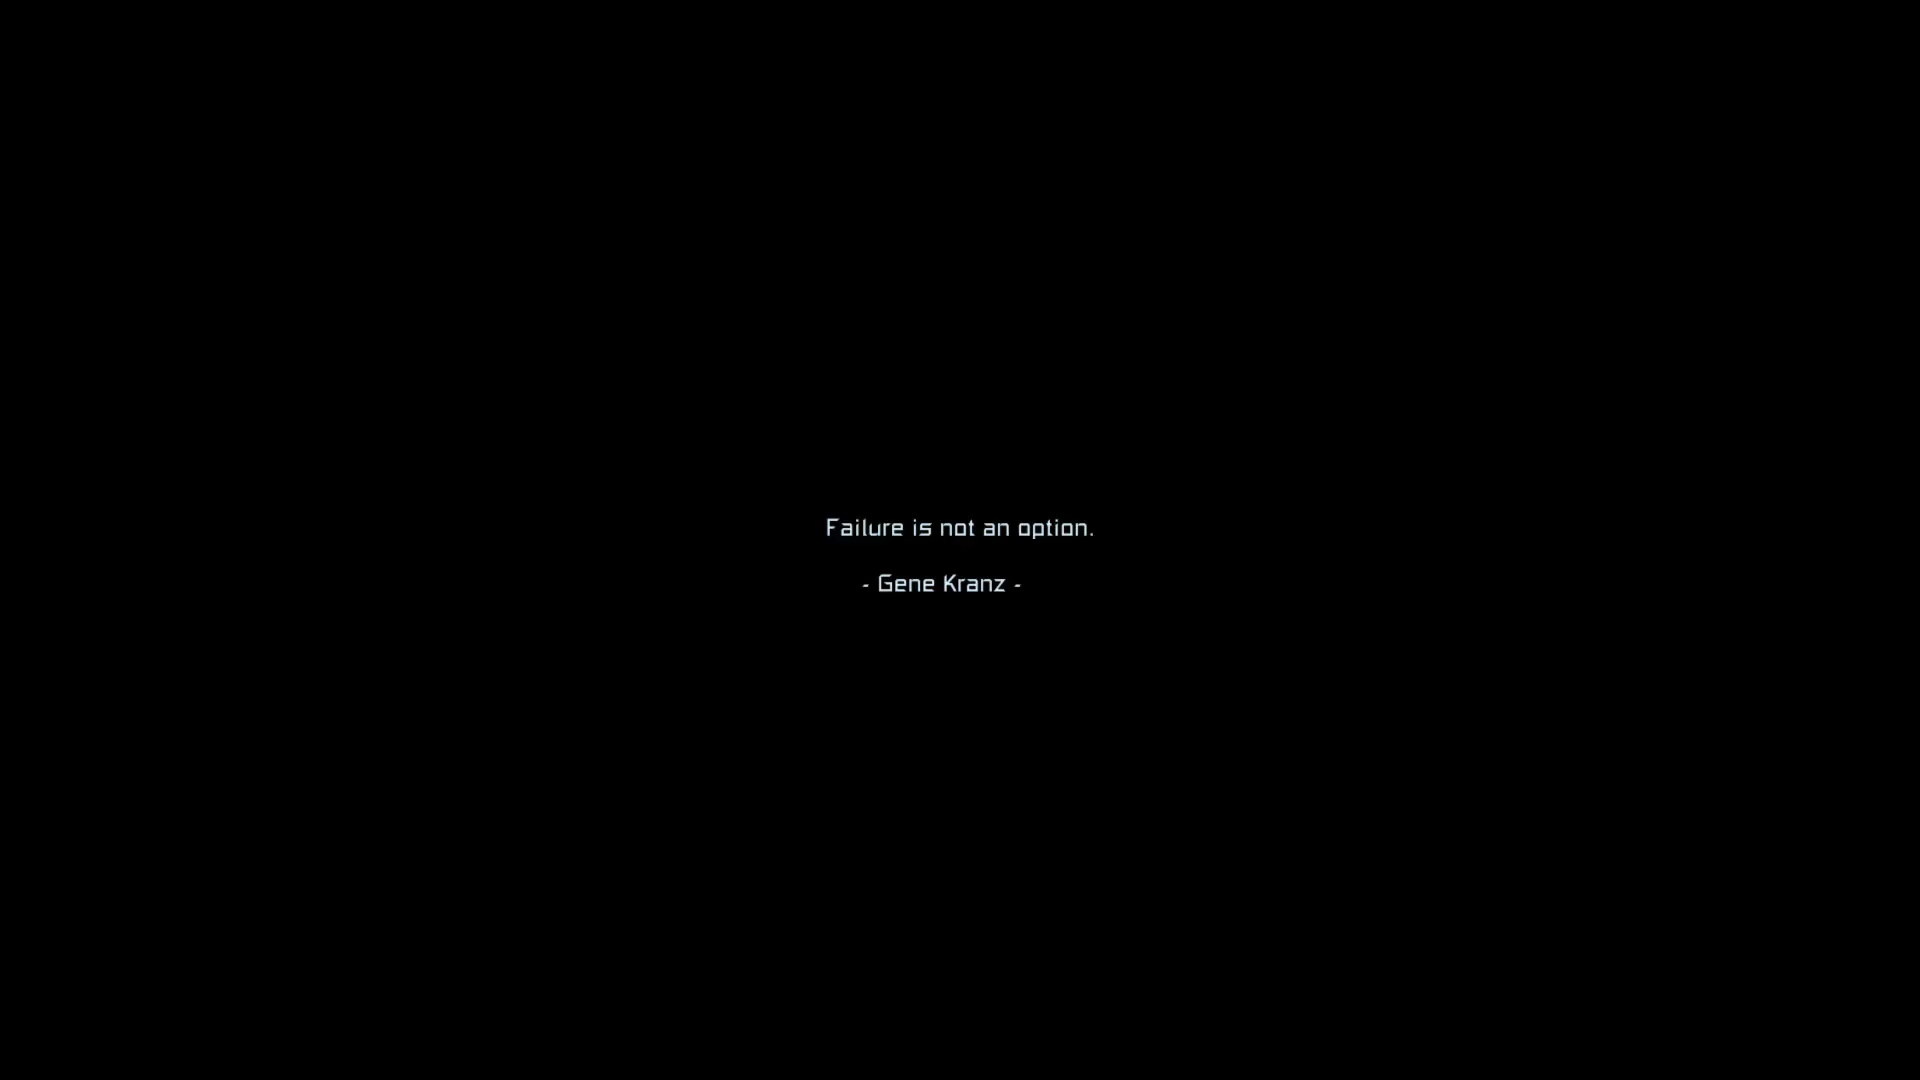 Failure is not an option.
- Gene Kranz -